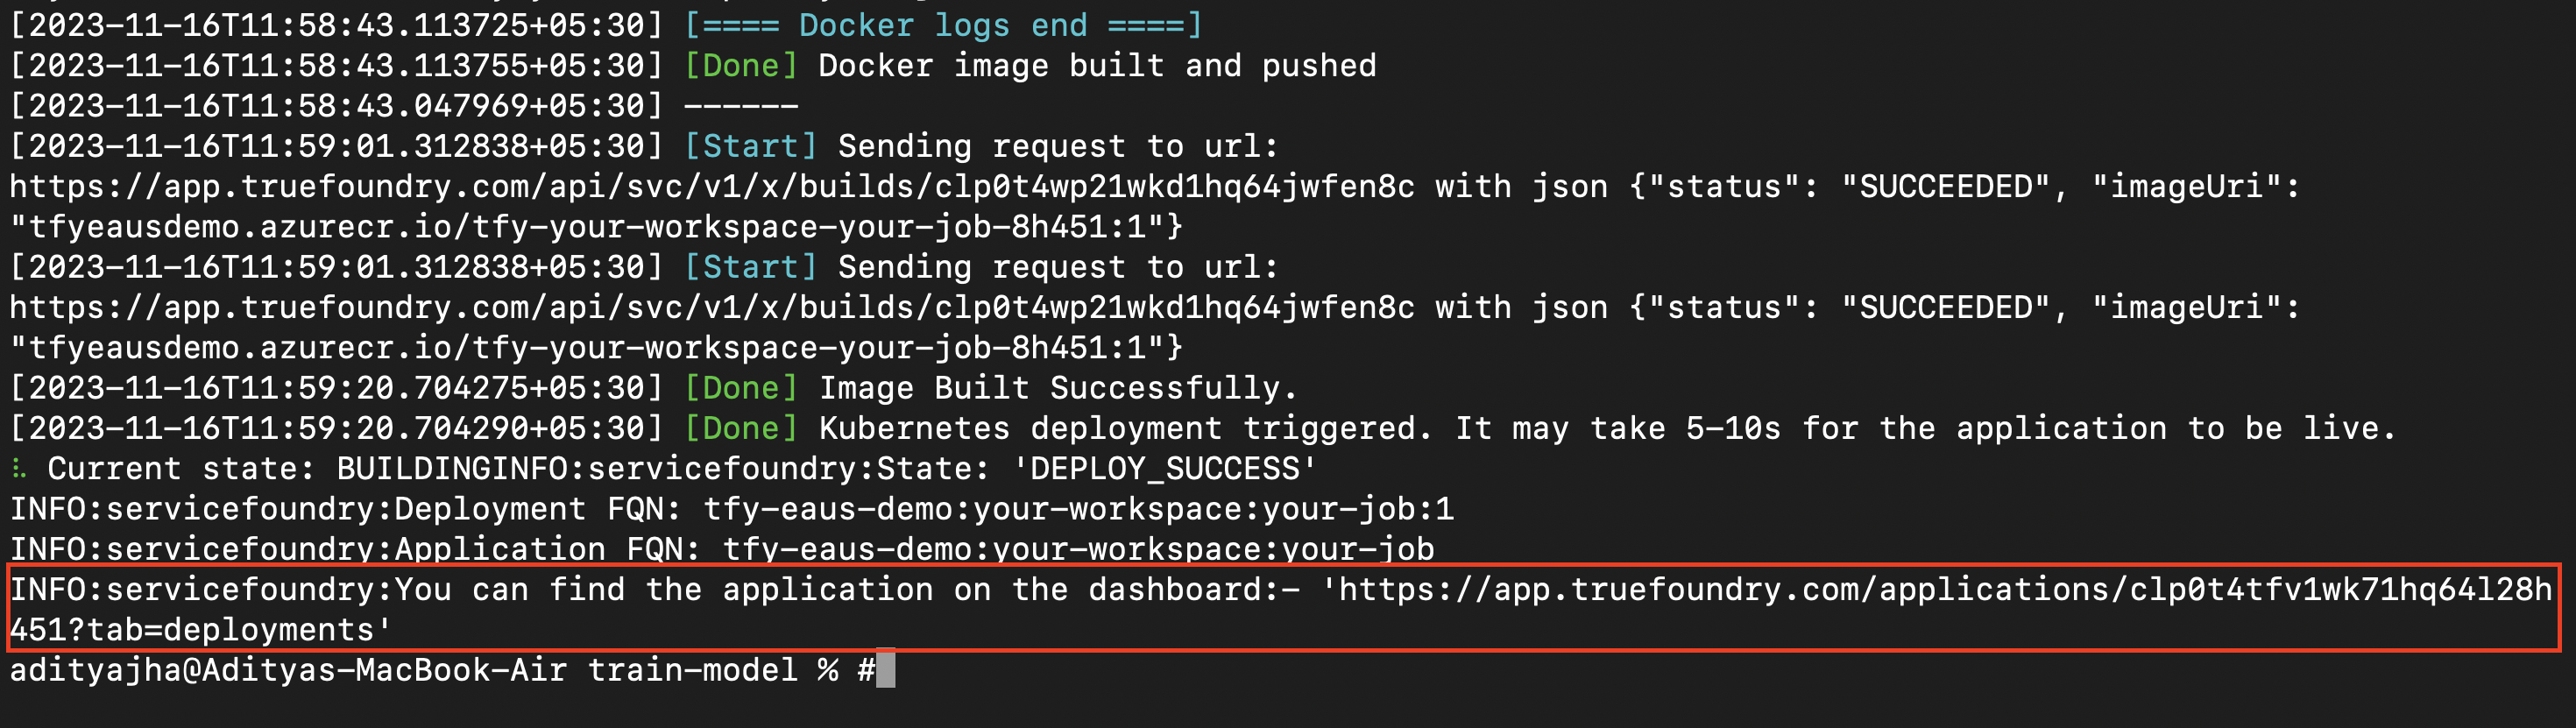 [2023-11-16T11:58:43.113725+05:30] [==== Docker logs end ====]
[2023-11-16T11:58:43.113755+05:30] [Done] Docker image built and pushed
[2023-11-16T11:58:43.047969+05:30] ------
[2023-11-16T11:59:01.312838+05:30] [Start] Sending request to url:
https://app.truefoundry.com/api/svc/v1/x/builds/clp0t4wp21wkd1hq64jwfen8c with json {"status": "SUCCEEDED", "imageUri":
"tfyeausdemo.azurecr.io/tfy-your-workspace-your-job-8h451:1"}
[2023-11-16T11:59:01.312838+05:30] [Start] Sending request to url:
https://app.truefoundry.com/api/svc/v1/x/builds/clp0t4wp21wkd1hq64jwfen8c with json {"status": "SUCCEEDED", "imageUri":
"tfyeausdemo.azurecr.io/tfy-your-workspace-your-job-8h451:1"}
[2023-11-16T11:59:20.704275+05:30] [Done] Image Built Successfully.
[2023-11-16T11:59:20.704290+05:30] [Done] Kubernetes deployment triggered. It may take 5-10s for the application to be live.
⠧ Current state: BUILDINGINFO:servicefoundry:State: 'DEPLOY_SUCCESS'
INFO:servicefoundry:Deployment FQN: tfy-eaus-demo:your-workspace:your-job:1
INFO:servicefoundry:Application FQN: tfy-eaus-demo:your-workspace:your-job
INFO:servicefoundry:You can find the application on the dashboard:- 'https://app.truefoundry.com/applications/clp0t4tfv1wk71hq64l28h
451?tab=deployments'
adityajha@Adityas-MacBook-Air train-model % #